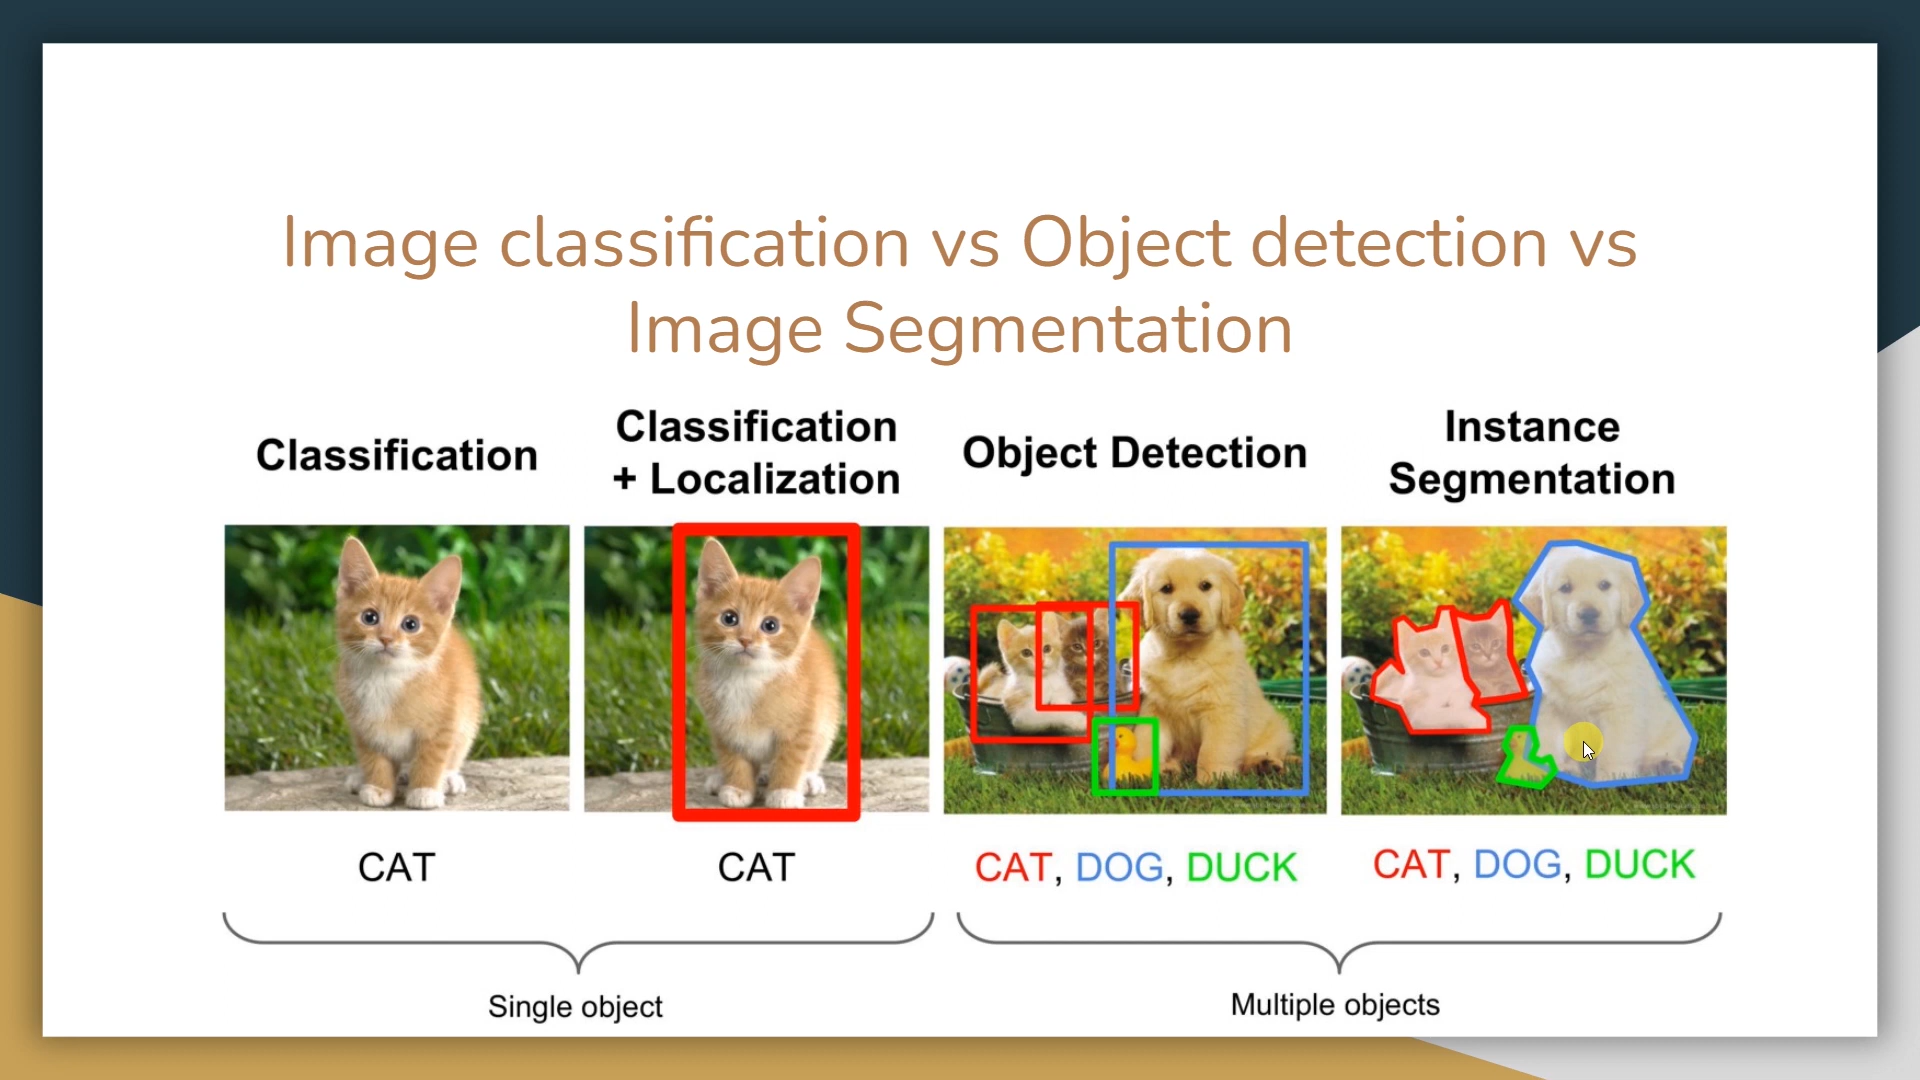 Image classification vs Object detection vs
Image Segmentation
Classification
Classification
+ Localization
Object Detection
Instance
Segmentation
CAT
CAT
CAT, DOG, DUCK
CAT, DOG, DUCK
Single object
Multiple objects